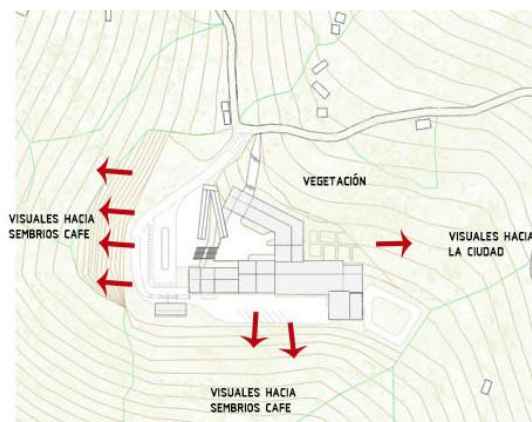 VEGETACIÓN
VISUALES HACIA
SEMBRIOS CAFE
VISUALES HACIA
LA CIUDAD
VISUALES HACIA
SEMBRIOS CAFE